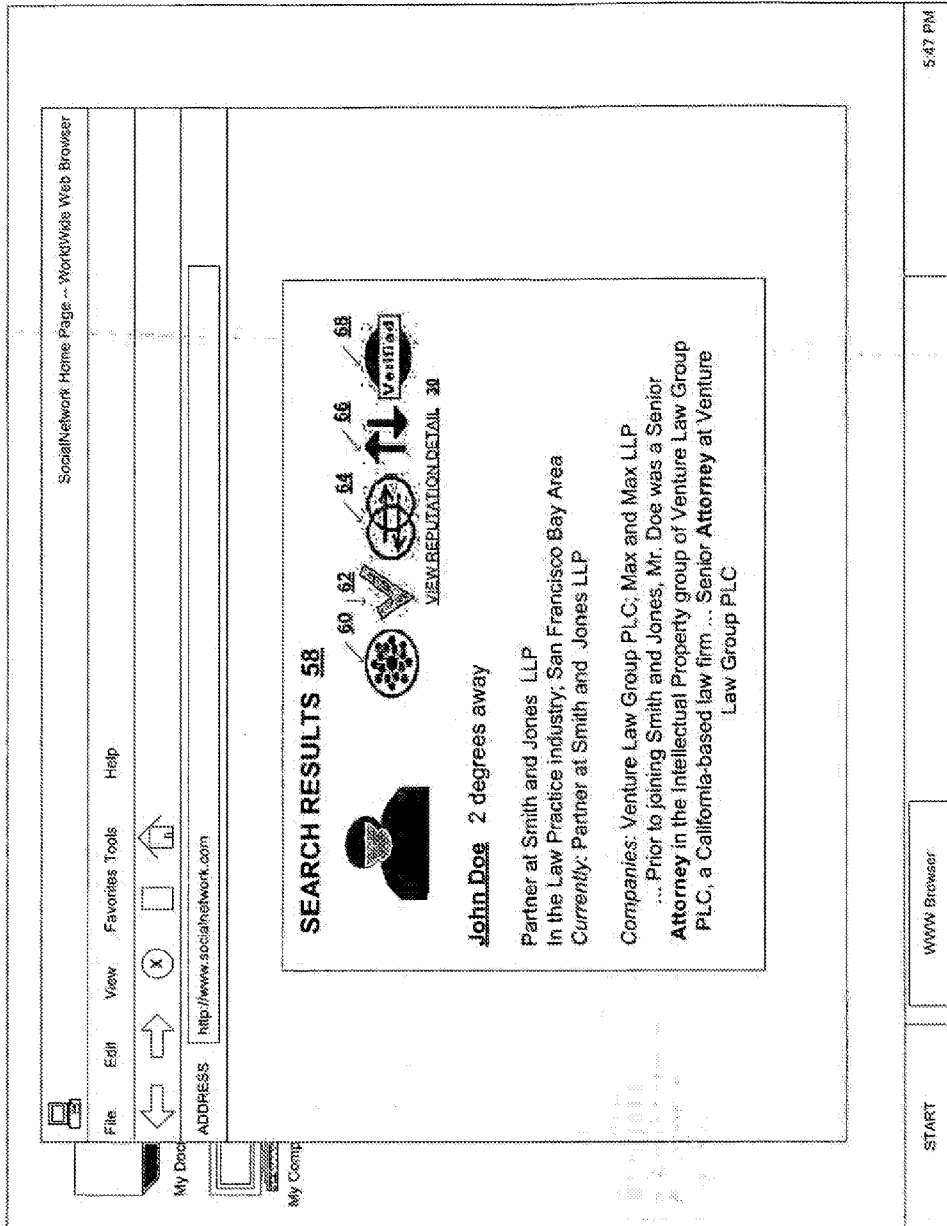 SocialNetwork Home Page -- WorldWide Web Browser
File Edit View Favorites Tools Help
X
ADDRESS http://www.socialnetwork.com
My Doc
My Comp
SEARCH RESULTS 58
60 62 64 66 68
Verified
VIEW REPUTATION DETAIL 30
John Doe 2 degrees away
Partner at Smith and Jones LLP
In the Law Practice industry; San Francisco Bay Area
Currently: Partner at Smith and Jones LLP
Companies: Venture Law Group PLC; Max and Max LLP
... Prior to joining Smith and Jones, Mr. Doe was a Senior
Attorney in the Intellectual Property group of Venture Law Group
PLC, a California-based law firm ... Senior Attorney at Venture
Law Group PLC
START WWW Browser 5:47 PM